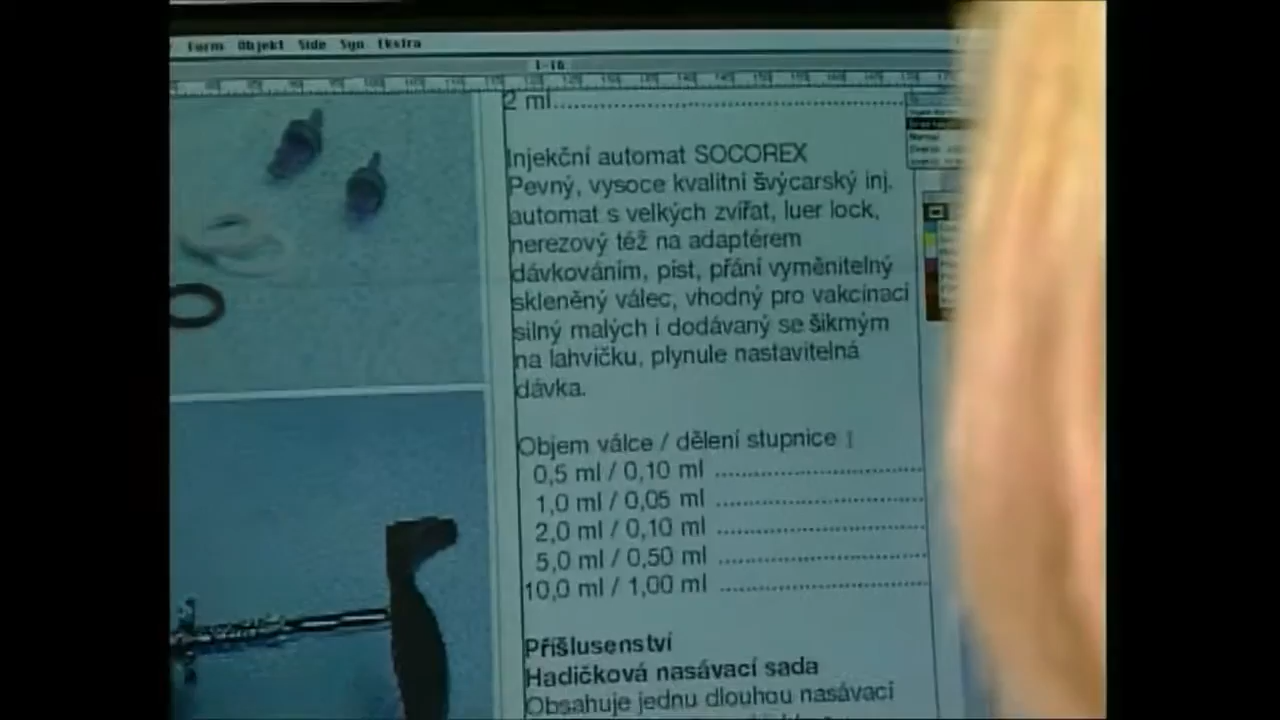 Form Objekt Side Syn Ekstra
1-16
2 ml
Injekční automat SOCOREX
Pevný, vysoce kvalitní švýcarský inj.
automat s velkých zvířat, luer lock,
nerezový též na adaptérem
dávkováním, píst, přání vyměnitelný
skleněný válec, vhodný pro vakcinaci
silný malých i dodávaný se šikmým
na lahvičku, plynule nastavitelná
dávka.
Objem válce / dělení stupnice
0,5 ml / 0,10 ml
1,0 ml / 0,05 ml
2,0 ml / 0,10 ml
5,0 ml / 0,50 ml
10,0 ml / 1,00 ml
Příšlusenství
Hadičková nasávací sada
Obsahuje jednu dlouhou nasávací